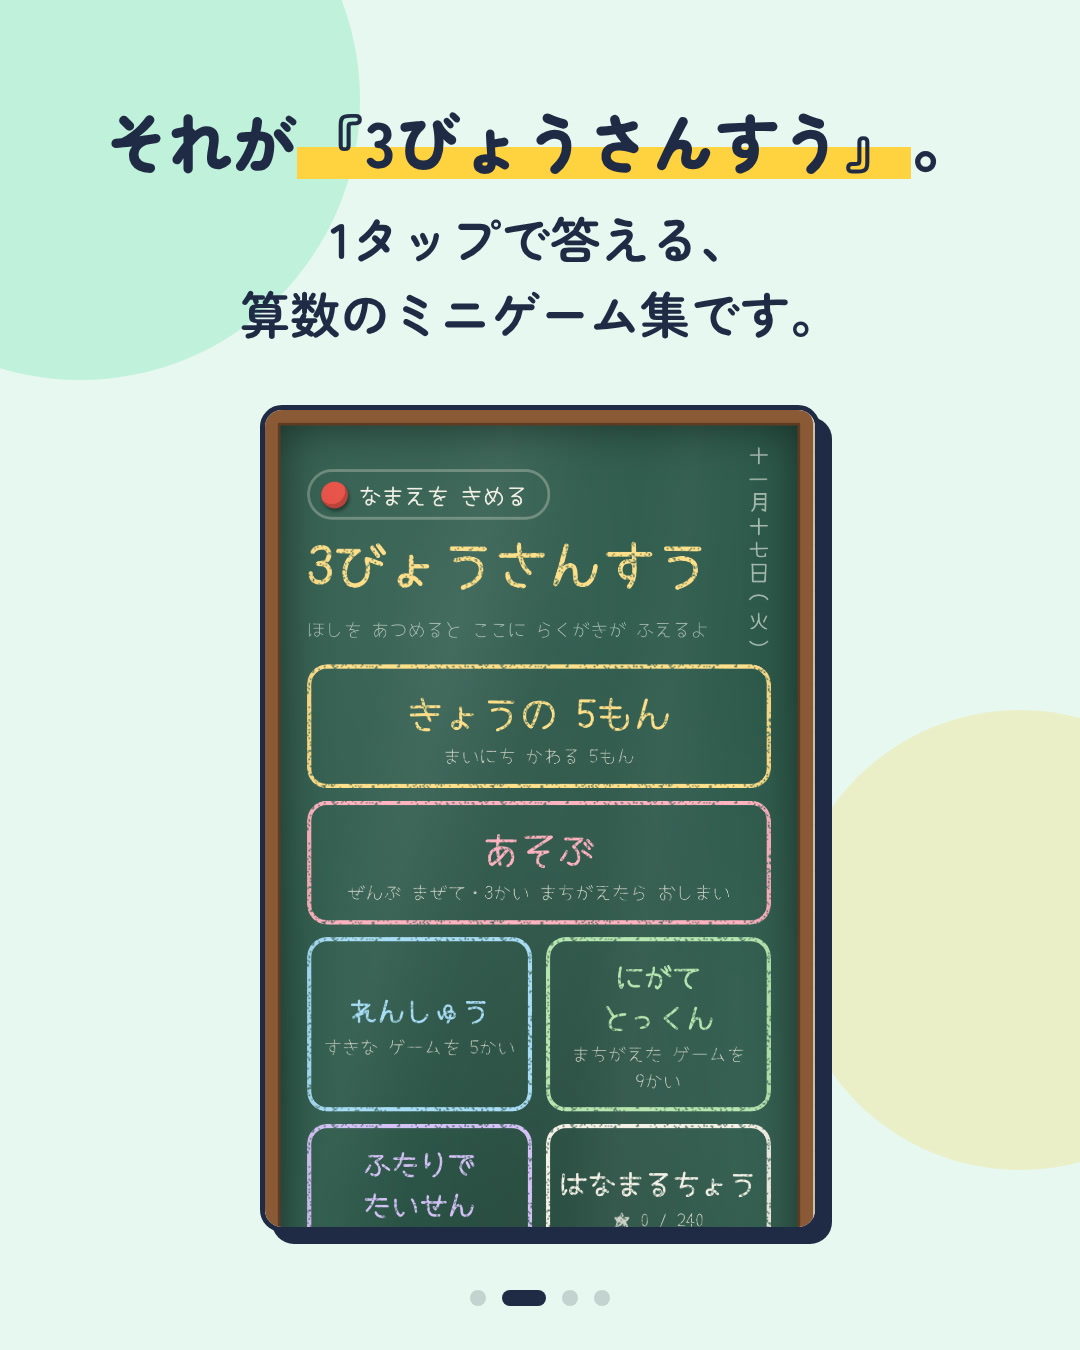 それが『3びょうさんすう』。
1タップで答える、
算数のミニゲーム集です。
十一月十七日（火）
なまえを きめる
3びょうさんすう
ほしを あつめると ここに らくがきが ふえるよ
きょうの 5もん
まいにち かわる 5もん
あそぶ
ぜんぶ まぜて・3かい まちがえたら おしまい
れんしゅう
すきな ゲームを 5かい
にがて
とっくん
まちがえた ゲームを
9かい
ふたりで
たいせん
はなまるちょう
0 / 240